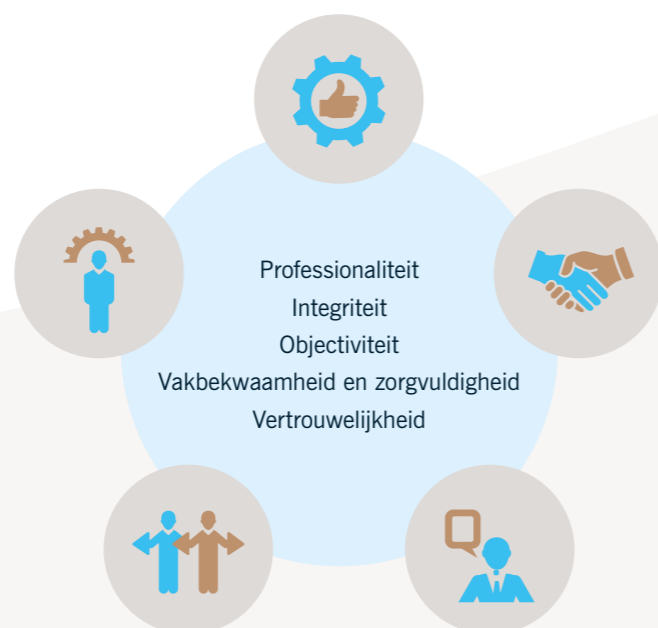 Professionaliteit
Integriteit
Objectiviteit
Vakbekwaamheid en zorgvuldigheid
Vertrouwelijkheid